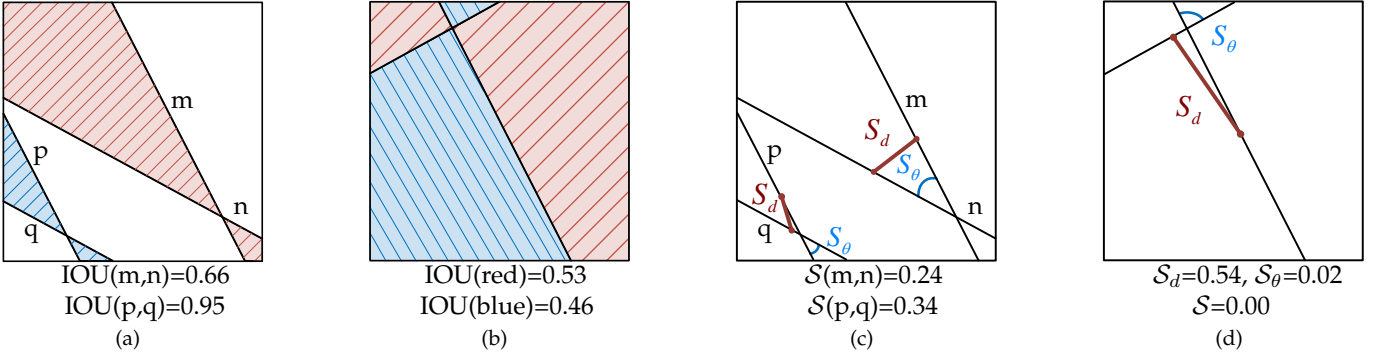 m
p
n
q
IOU(m,n)=0.66
IOU(p,q)=0.95
(a)
IOU(red)=0.53
IOU(blue)=0.46
(b)
m
S_d
p
S_θ
S_d
n
q
S_θ
𝒮(m,n)=0.24
𝒮(p,q)=0.34
(c)
S_θ
S_d
𝒮_d=0.54, 𝒮_θ=0.02
𝒮=0.00
(d)